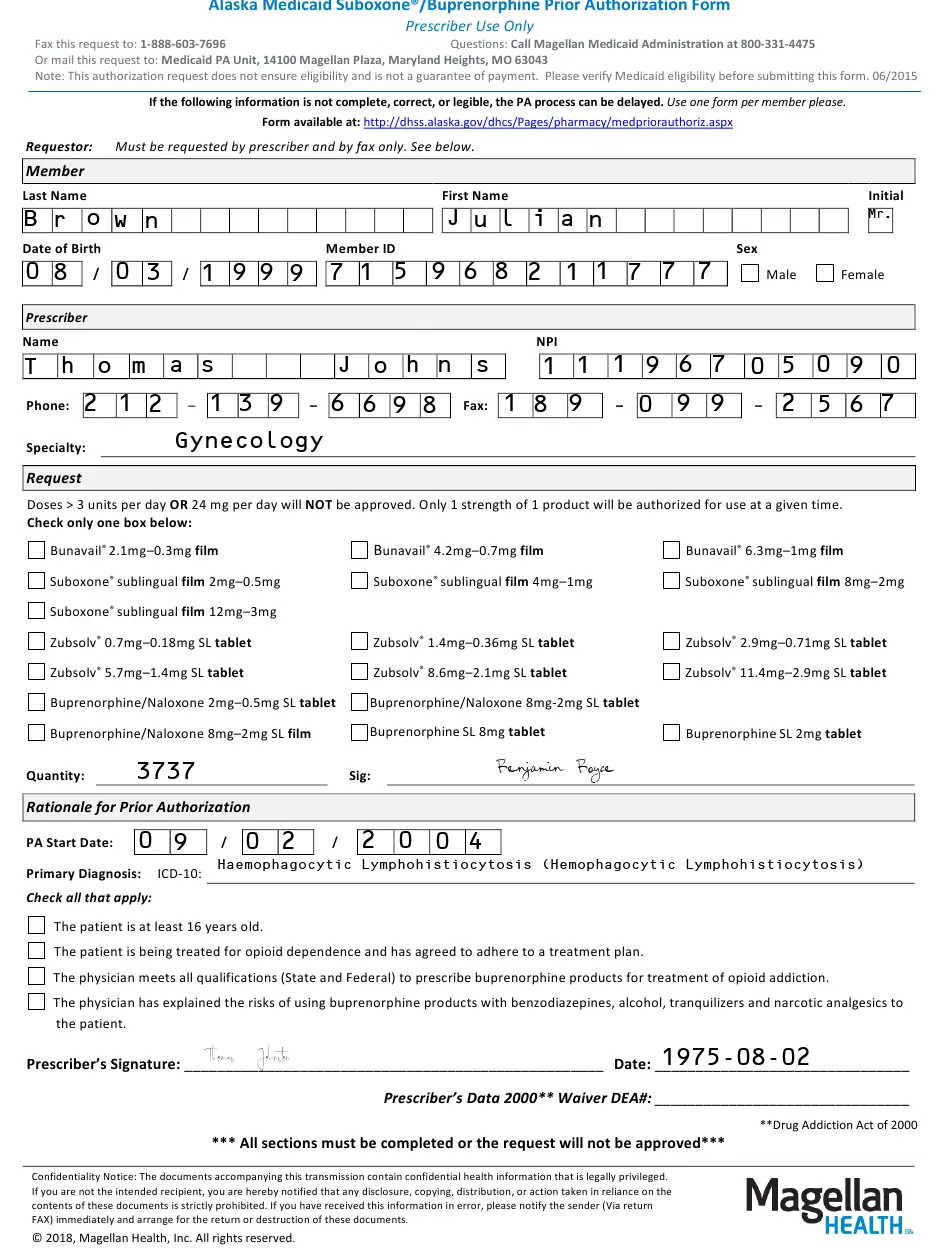 Alaska Medicaid Suboxone®/Buprenorphine Prior Authorization Form
Prescriber Use Only
Fax this request to: 1-888-603-7696 Questions: Call Magellan Medicaid Administration at 800-331-4475
Or mail this request to: Medicaid PA Unit, 14100 Magellan Plaza, Maryland Heights, MO 63043
Note: This authorization request does not ensure eligibility and is not a guarantee of payment. Please verify Medicaid eligibility before submitting this form. 06/2015
If the following information is not complete, correct, or legible, the PA process can be delayed. Use one form per member please.
Form available at: http://dhss.alaska.gov/dhcs/Pages/pharmacy/medpriorauthoriz.aspx
Requestor: Must be requested by prescriber and by fax only. See below.
Member
Last Name First Name Initial
Brown Julian Mr.
Date of Birth Member ID Sex
08 / 03 / 1999 71596821177 7 Male Female
Prescriber
Name NPI
Thomas Johns 11196705090
Phone: 212 – 139 – 6698 Fax: 189 – 099 – 2567
Specialty: Gynecology
Request
Doses > 3 units per day OR 24 mg per day will NOT be approved. Only 1 strength of 1 product will be authorized for use at a given time.
Check only one box below:
Bunavail® 2.1mg–0.3mg film Bunavail® 4.2mg–0.7mg film Bunavail® 6.3mg–1mg film
Suboxone® sublingual film 2mg–0.5mg Suboxone® sublingual film 4mg–1mg Suboxone® sublingual film 8mg–2mg
Suboxone® sublingual film 12mg–3mg
Zubsolv® 0.7mg–0.18mg SL tablet Zubsolv® 1.4mg–0.36mg SL tablet Zubsolv® 2.9mg–0.71mg SL tablet
Zubsolv® 5.7mg–1.4mg SL tablet Zubsolv® 8.6mg–2.1mg SL tablet Zubsolv® 11.4mg–2.9mg SL tablet
Buprenorphine/Naloxone 2mg–0.5mg SL tablet Buprenorphine/Naloxone 8mg-2mg SL tablet
Buprenorphine/Naloxone 8mg–2mg SL film Buprenorphine SL 8mg tablet Buprenorphine SL 2mg tablet
Quantity: 3737 Sig: Benjamin Boyce
Rationale for Prior Authorization
PA Start Date: 09 / 02 / 2004
Primary Diagnosis: ICD-10: Haemophagocytic Lymphohistiocytosis (Hemophagocytic Lymphohistiocytosis)
Check all that apply:
The patient is at least 16 years old.
The patient is being treated for opioid dependence and has agreed to adhere to a treatment plan.
The physician meets all qualifications (State and Federal) to prescribe buprenorphine products for treatment of opioid addiction.
The physician has explained the risks of using buprenorphine products with benzodiazepines, alcohol, tranquilizers and narcotic analgesics to
the patient.
Prescriber’s Signature: Thomas Johnston Date: 1975-08-02
Prescriber’s Data 2000** Waiver DEA#:
**Drug Addiction Act of 2000
*** All sections must be completed or the request will not be approved***
Confidentiality Notice: The documents accompanying this transmission contain confidential health information that is legally privileged.
If you are not the intended recipient, you are hereby notified that any disclosure, copying, distribution, or action taken in reliance on the
contents of these documents is strictly prohibited. If you have received this information in error, please notify the sender (Via return
FAX) immediately and arrange for the return or destruction of these documents.
© 2018, Magellan Health, Inc. All rights reserved.
Magellan
HEALTH